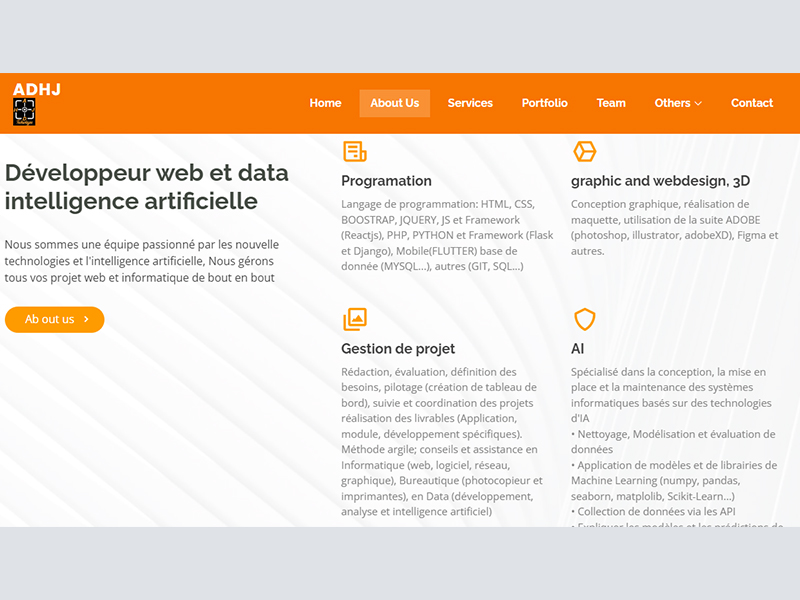 ADHJ
Home
About Us
Services
Portfolio
Team
Others
Contact
Développeur web et data
intelligence artificielle
Nous sommes une équipe passionné par les nouvelle
technologies et l'intelligence artificielle, Nous gérons
tous vos projet web et informatique de bout en bout
Ab out us
Programation
Langage de programmation: HTML, CSS,
BOOSTRAP, JQUERY, JS et Framework
(Reactjs), PHP, PYTHON et Framework (Flask
et Django), Mobile(FLUTTER) base de
donnée (MYSQL...), autres (GIT, SQL...)
graphic and webdesign, 3D
Conception graphique, réalisation de
maquette, utilisation de la suite ADOBE
(photoshop, illustrator, adobeXD), Figma et
autres.
Gestion de projet
Rédaction, évaluation, définition des
besoins, pilotage (création de tableau de
bord), suivie et coordination des projets
réalisation des livrables (Application,
module, développement spécifiques).
Méthode argile; conseils et assistance en
Informatique (web, logiciel, réseau,
graphique), Bureautique (photocopieur et
imprimantes), en Data (développement,
analyse et intelligence artificiel)
AI
Spécialisé dans la conception, la mise en
place et la maintenance des systèmes
informatiques basés sur des technologies
d'IA
• Nettoyage, Modélisation et évaluation de
données
• Application de modèles et de librairies de
Machine Learning (numpy, pandas,
seaborn, matplolib, Scikit-Learn...)
• Collection de données via les API
• Expliquer les modèles et les prédictions de